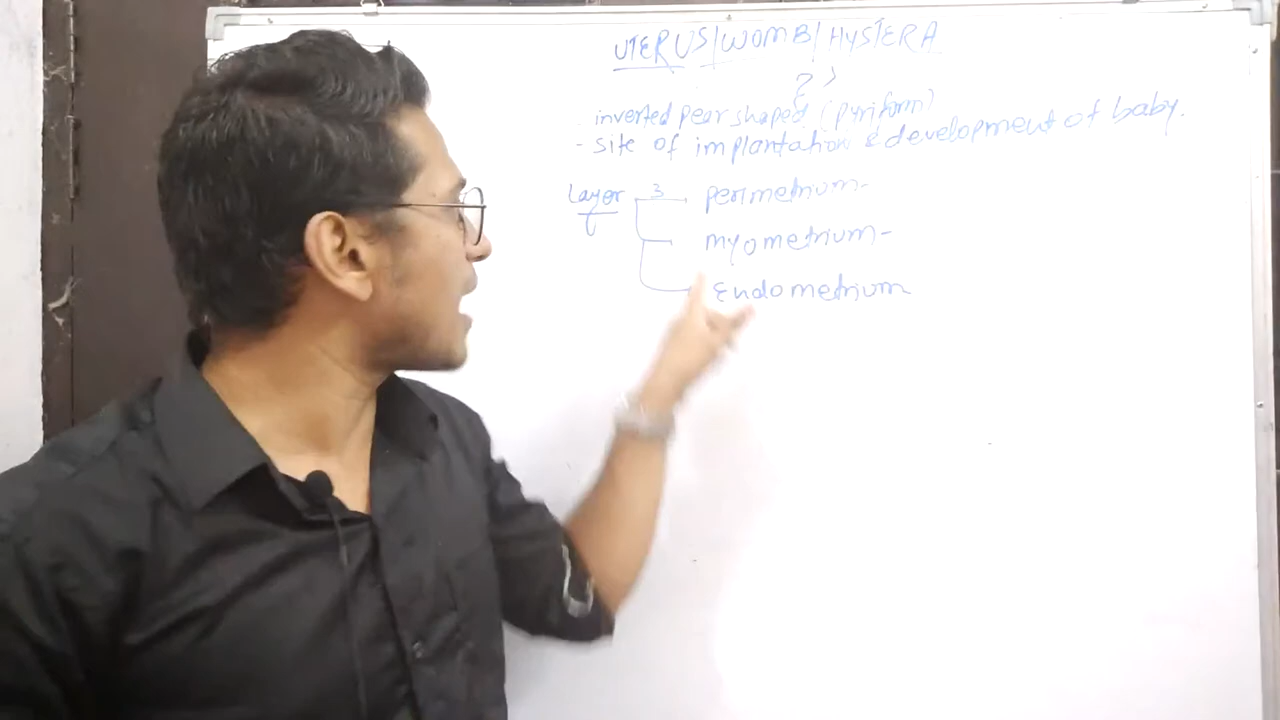 UTERUS/WOMB/HYSTERA
inverted pear shaped (pyriform)
- site of implantation & development of baby.
Layer 3 perimetrium-
myometrium-
Endometrium